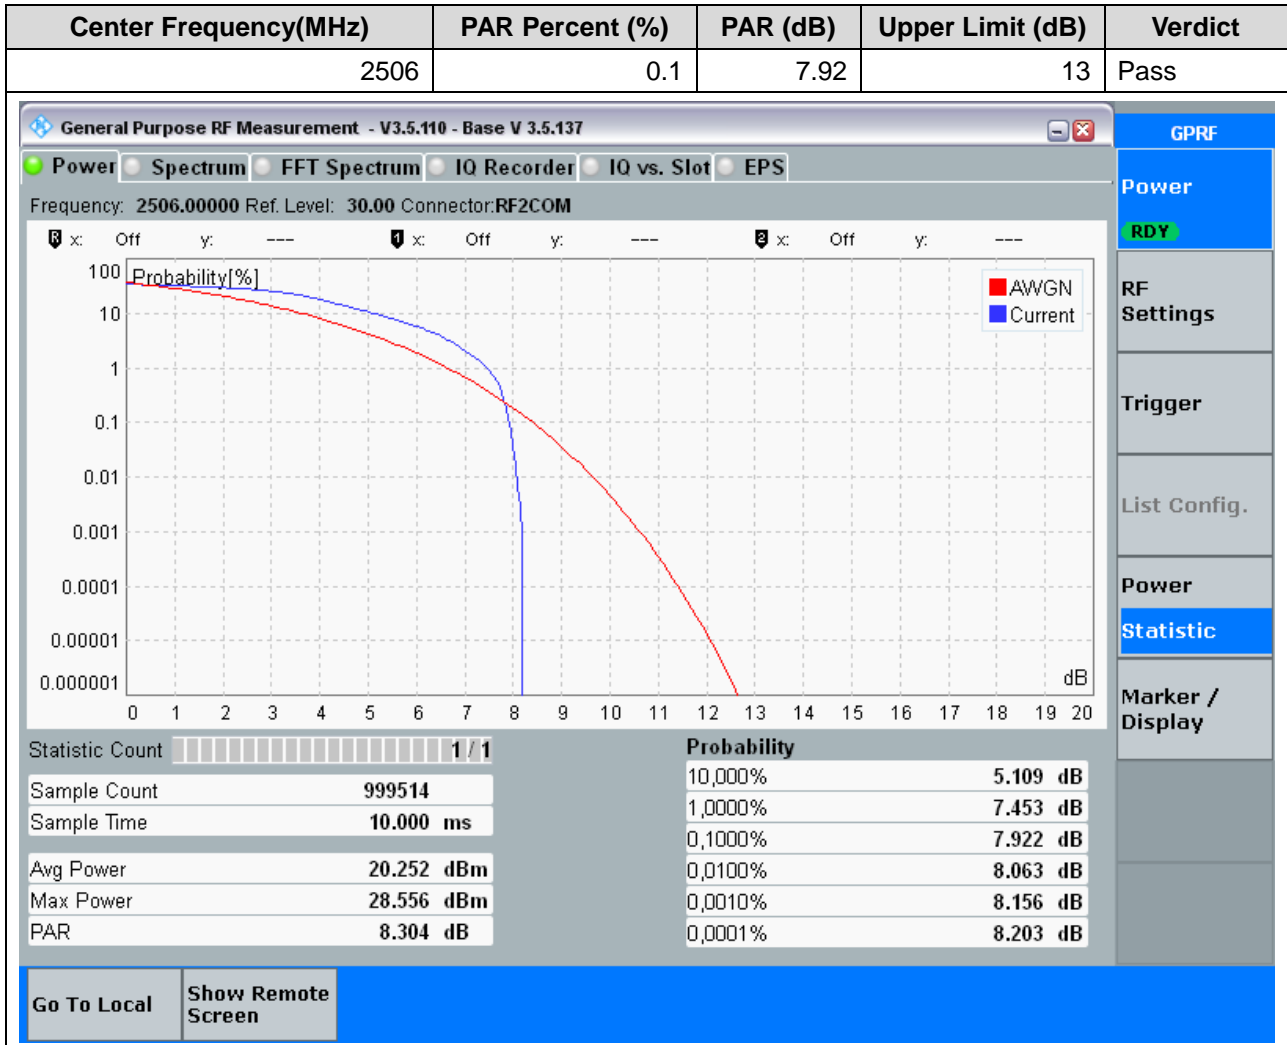 Center Frequency(MHz) PAR Percent (%) PAR (dB) Upper Limit (dB) Verdict
2506 0.1 7.92 13 Pass
General Purpose RF Measurement - V3.5.110 - Base V 3.5.137
GPRF
Power Spectrum FFT Spectrum IQ Recorder IQ vs. Slot EPS
Frequency: 2506.00000 Ref. Level: 30.00 Connector:RF2COM
Power
RDY
R x: Off y: --- 1 x: Off y: --- 2 x: Off y: ---
100 Probability[%]
AWGN
Current
10
1
0.1
0.01
0.001
0.0001
0.00001
0.000001
dB
0 1 2 3 4 5 6 7 8 9 10 11 12 13 14 15 16 17 18 19 20
RF
Settings
Trigger
List Config.
Power
Statistic
Marker /
Display
Statistic Count 1 / 1
Sample Count 999514
Sample Time 10.000 ms
Avg Power 20.252 dBm
Max Power 28.556 dBm
PAR 8.304 dB
Probability
10,000% 5.109 dB
1,0000% 7.453 dB
0,1000% 7.922 dB
0,0100% 8.063 dB
0,0010% 8.156 dB
0,0001% 8.203 dB
Go To Local
Show Remote
Screen